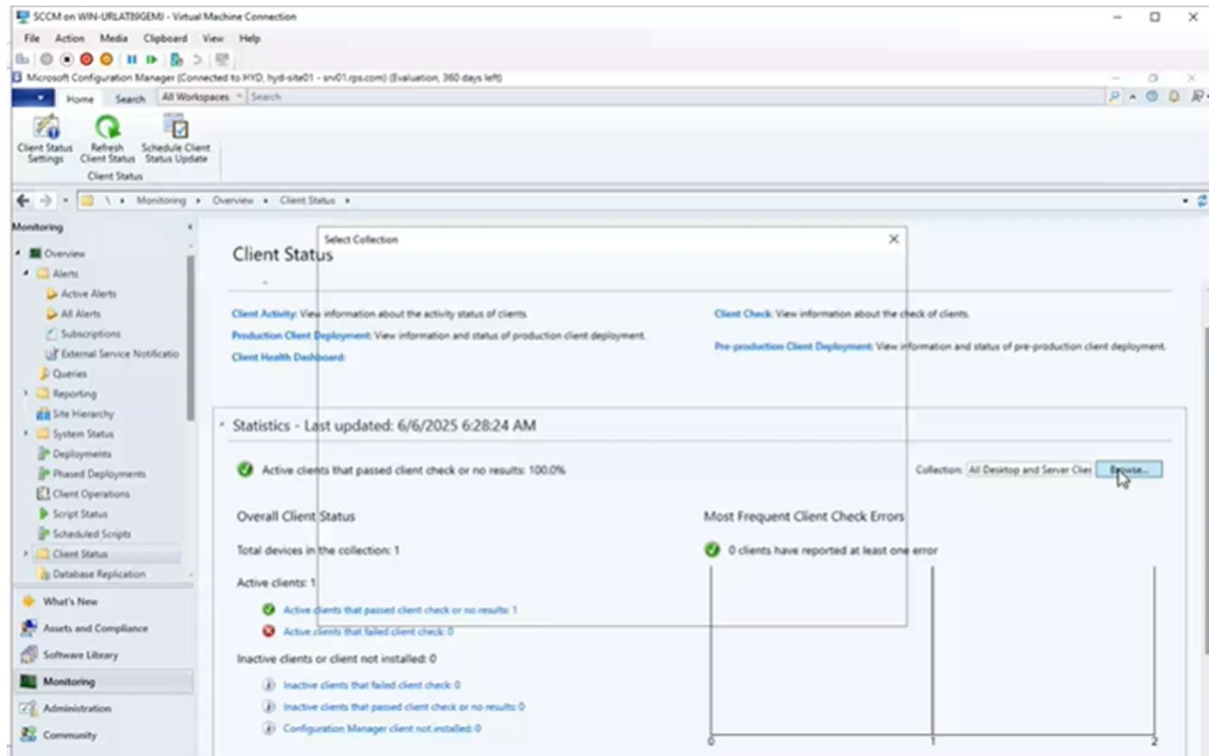 SCCM on WIN-URLATI9GEMJ - Virtual Machine Connection
File Action Media Clipboard View Help
Microsoft Configuration Manager (Connected to HYD, hyd-site01 - srv01.rps.com) (Evaluation, 360 days left)
Home Search All Workspaces Search
Client Status Settings
Refresh Client Status
Schedule Client Status Update
Client Status
\ Monitoring Overview Client Status
Monitoring
Overview
Alerts
Active Alerts
All Alerts
Subscriptions
External Service Notificatio
Queries
Reporting
Site Hierarchy
System Status
Deployments
Phased Deployments
Client Operations
Script Status
Scheduled Scripts
Client Status
Database Replication
What's New
Assets and Compliance
Software Library
Monitoring
Administration
Community
Select Collection
Client Status
Client Activity: View information about the activity status of clients.
Client Check: View information about the check of clients.
Production Client Deployment: View information and status of production client deployment.
Pre-production Client Deployment: View information and status of pre-production client deployment.
Client Health Dashboard:
Statistics - Last updated: 6/6/2025 6:28:24 AM
Active clients that passed client check or no results: 100.0%
Collection: All Desktop and Server Clie Browse...
Overall Client Status
Most Frequent Client Check Errors
Total devices in the collection: 1
0 clients have reported at least one error
Active clients: 1
Active clients that passed client check or no results: 1
Active clients that failed client check: 0
Inactive clients or client not installed: 0
Inactive clients that failed client check: 0
Inactive clients that passed client check or no results: 0
Configuration Manager client not installed: 0
0 1 2